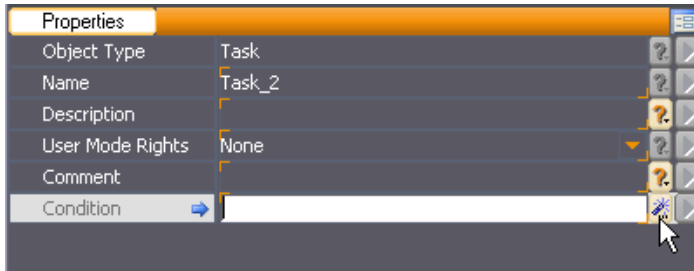 Properties
Object Type Task
Name Task_2
Description
User Mode Rights None
Comment
Condition